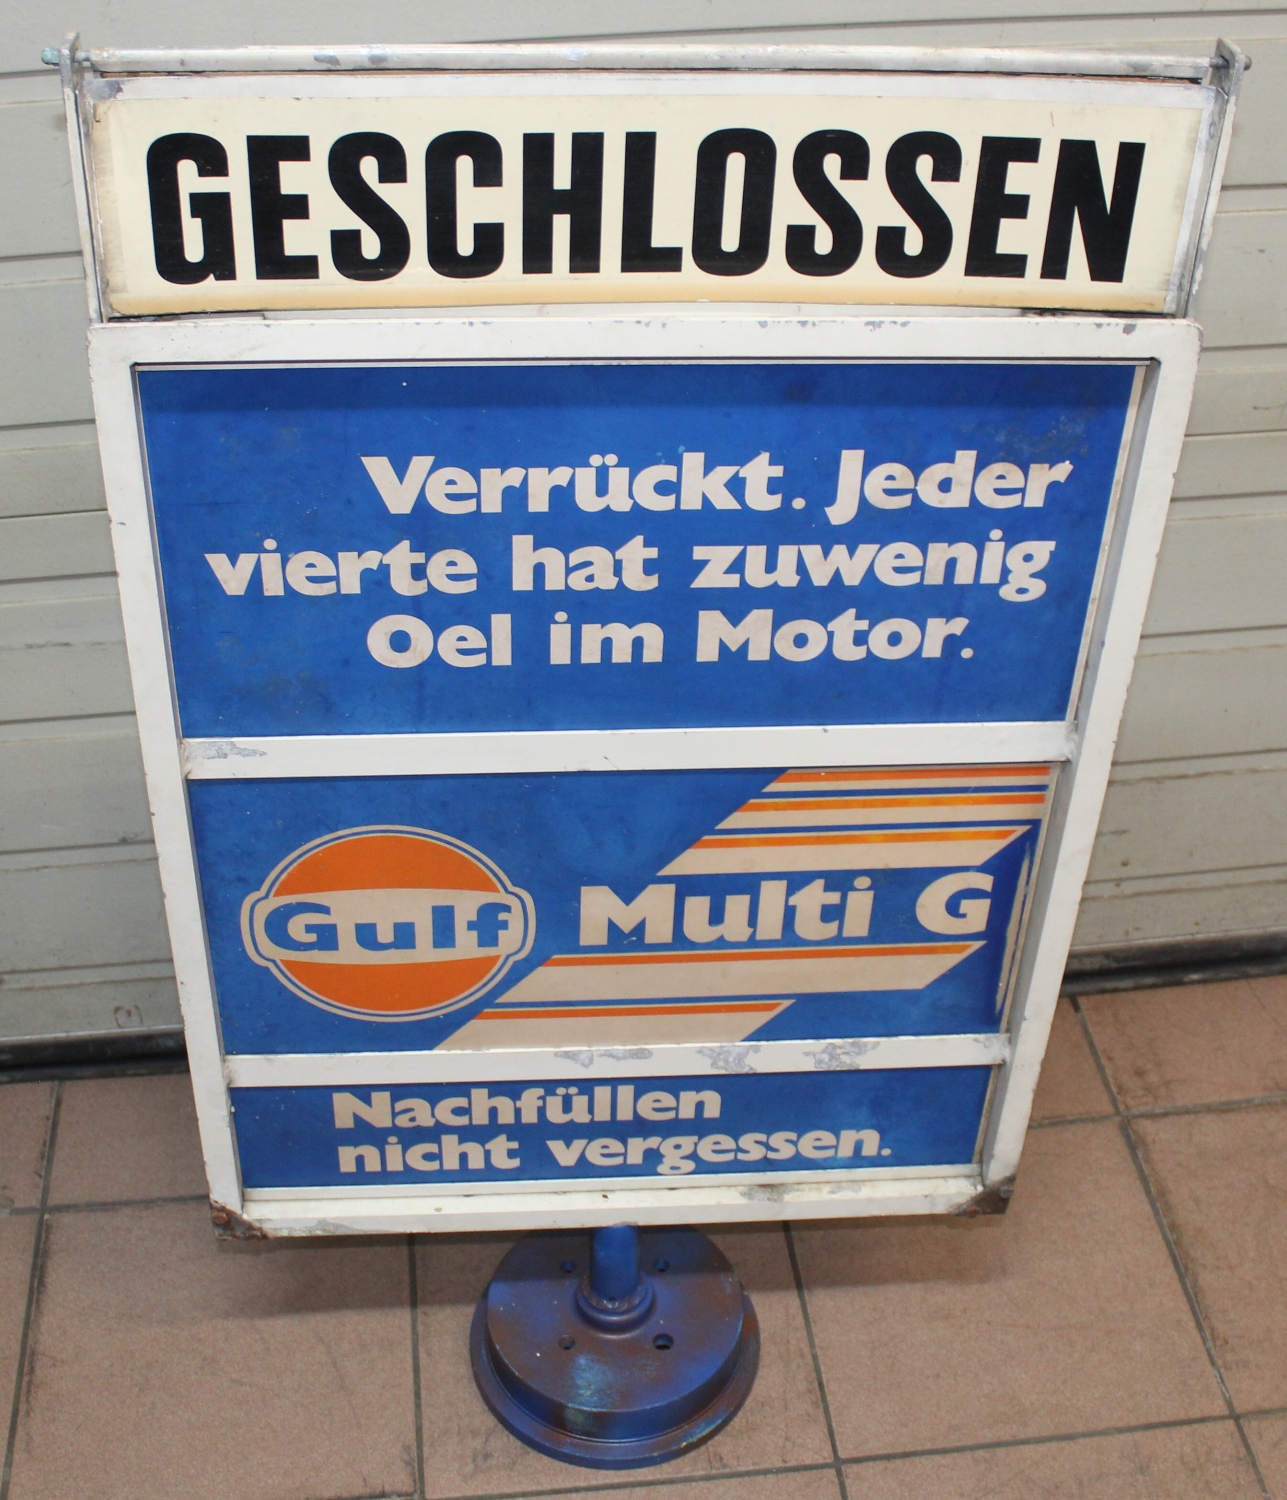 GESCHLOSSEN
Verrückt. Jeder
vierte hat zuwenig
Oel im Motor.
Gulf Multi G
Nachfüllen
nicht vergessen.